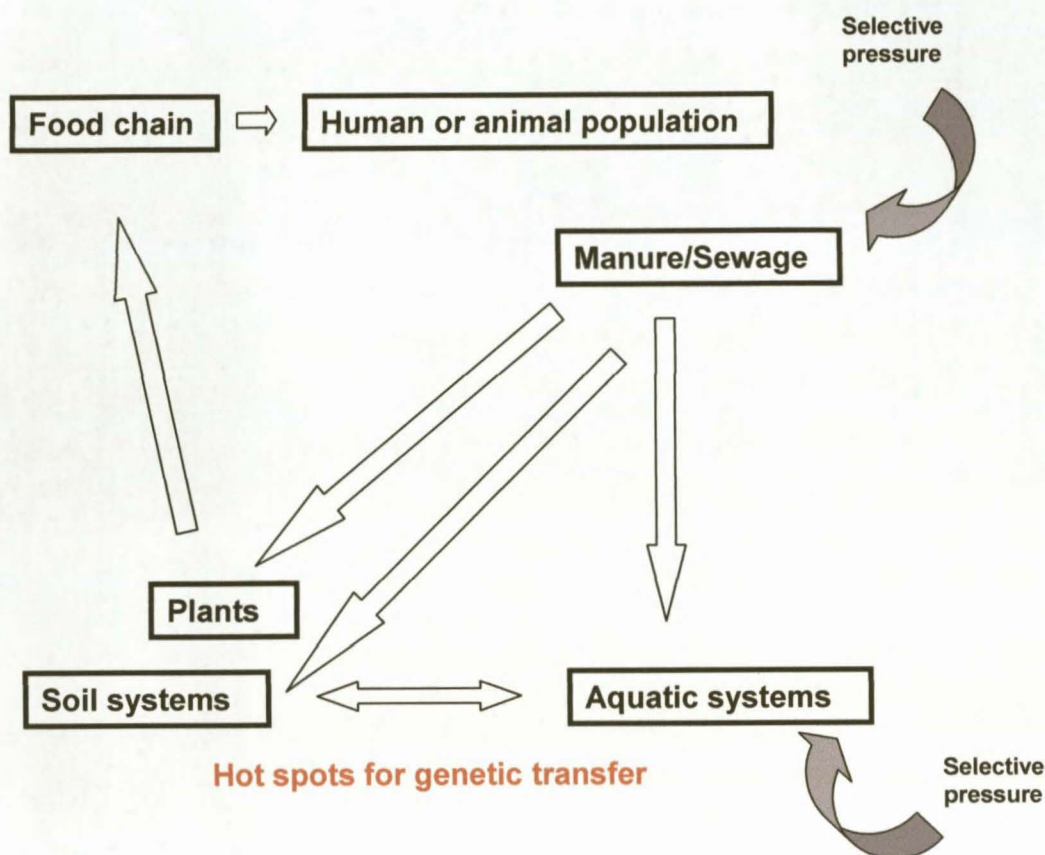 Selective
pressure
Food chain
Human or animal population
Manure/Sewage
Plants
Soil systems
Aquatic systems
Hot spots for genetic transfer
Selective
pressure